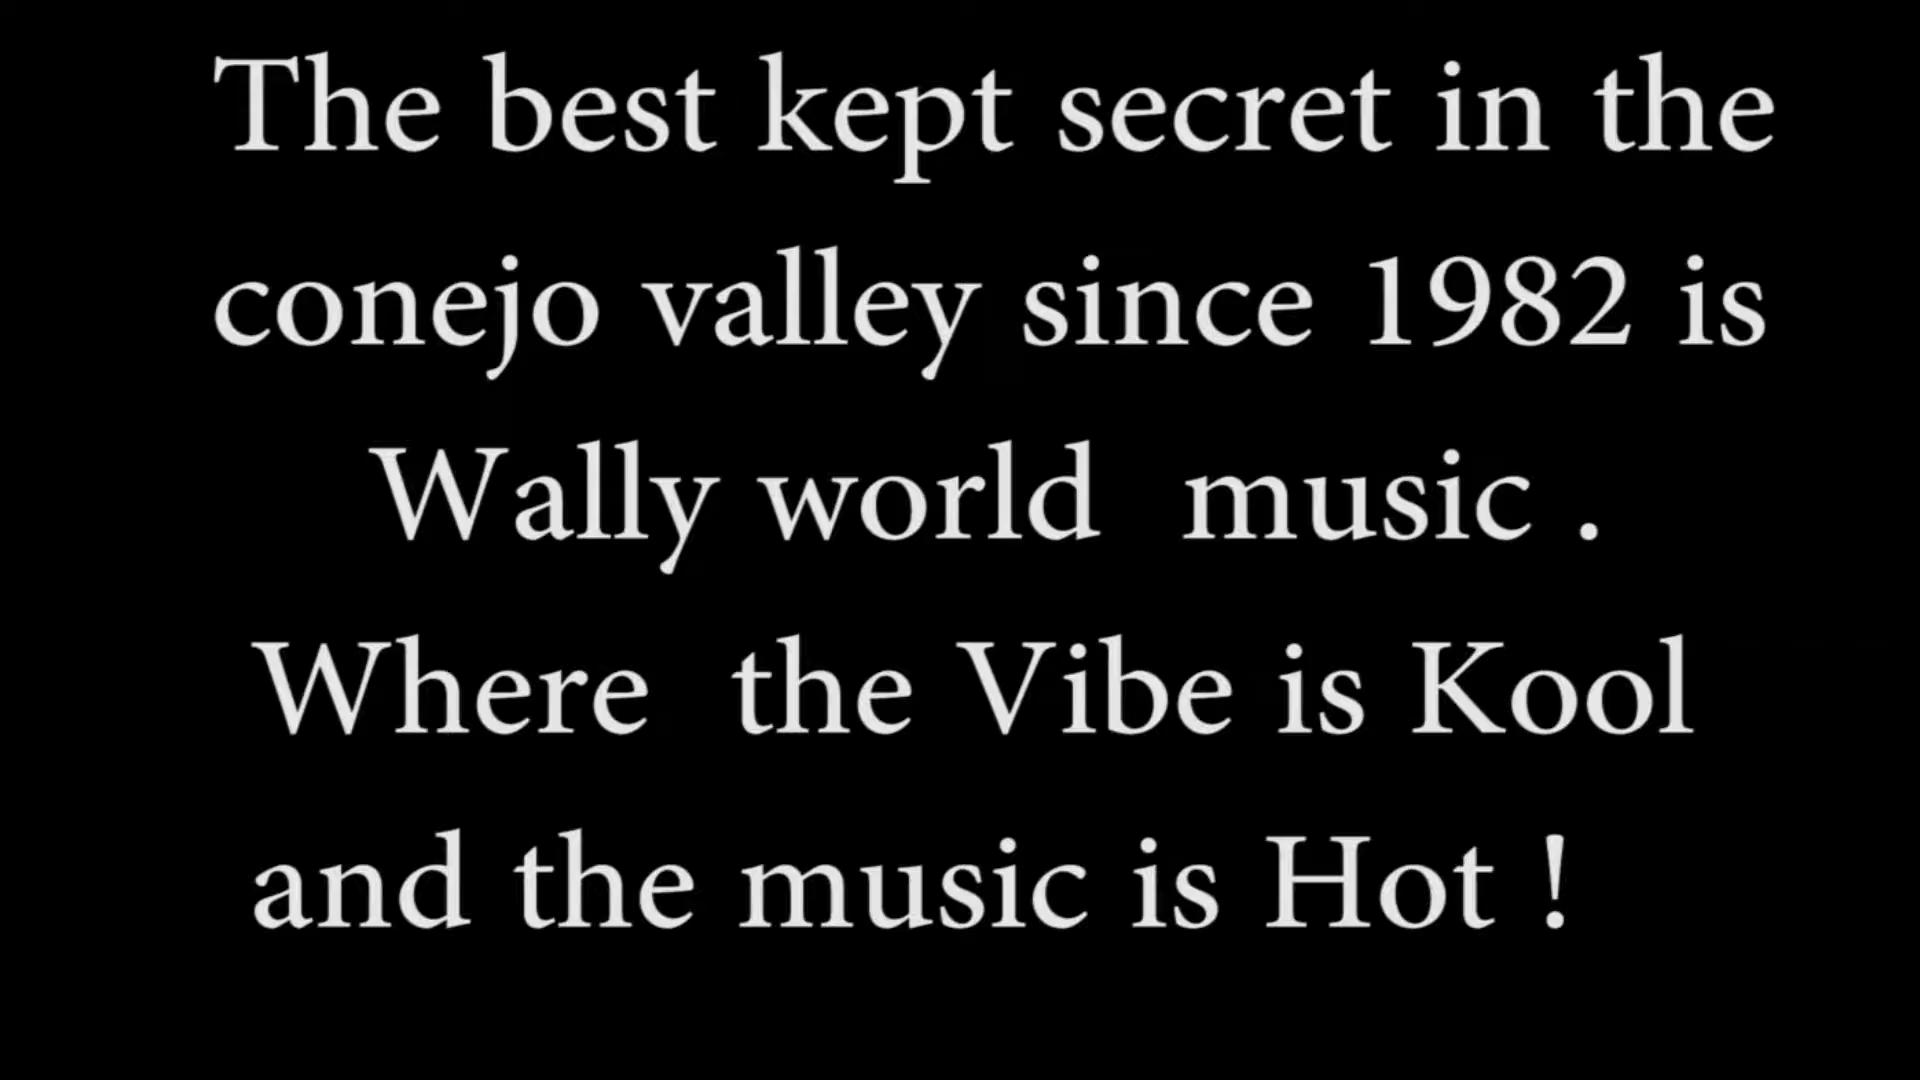 The best kept secret in the
conejo valley since 1982 is
Wally world  music .
Where  the Vibe is Kool
and the music is Hot !